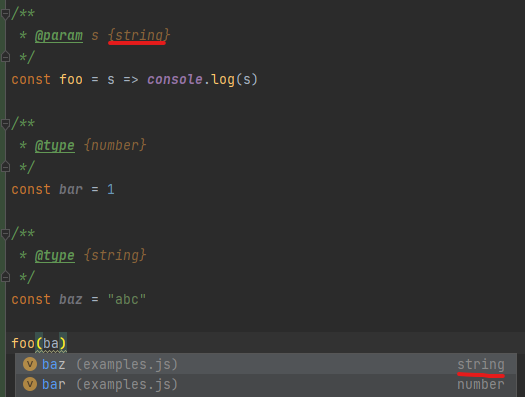 /**
 * @param s {string}
 */
const foo = s => console.log(s)
/**
 * @type {number}
 */
const bar = 1
/**
 * @type {string}
 */
const baz = "abc"
foo(ba)
v baz (examples.js) string
v bar (examples.js) number